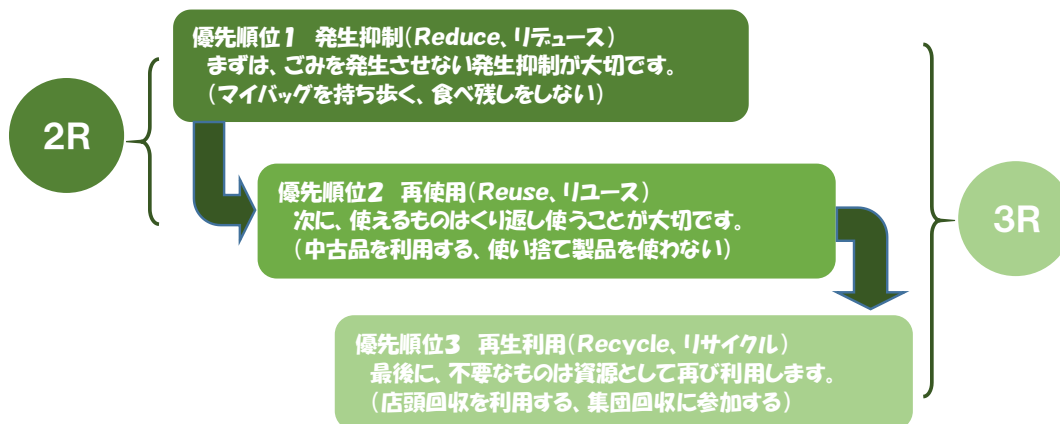 優先順位1 発生抑制(Reduce、リデュース)
まずは、ごみを発生させない発生抑制が大切です。
(マイバッグを持ち歩く、食べ残しをしない)
2R
優先順位2 再使用(Reuse、リユース)
次に、使えるものはくり返し使うことが大切です。
(中古品を利用する、使い捨て製品を使わない)
3R
優先順位3 再生利用(Recycle、リサイクル)
最後に、不要なものは資源として再び利用します。
(店頭回収を利用する、集団回収に参加する)